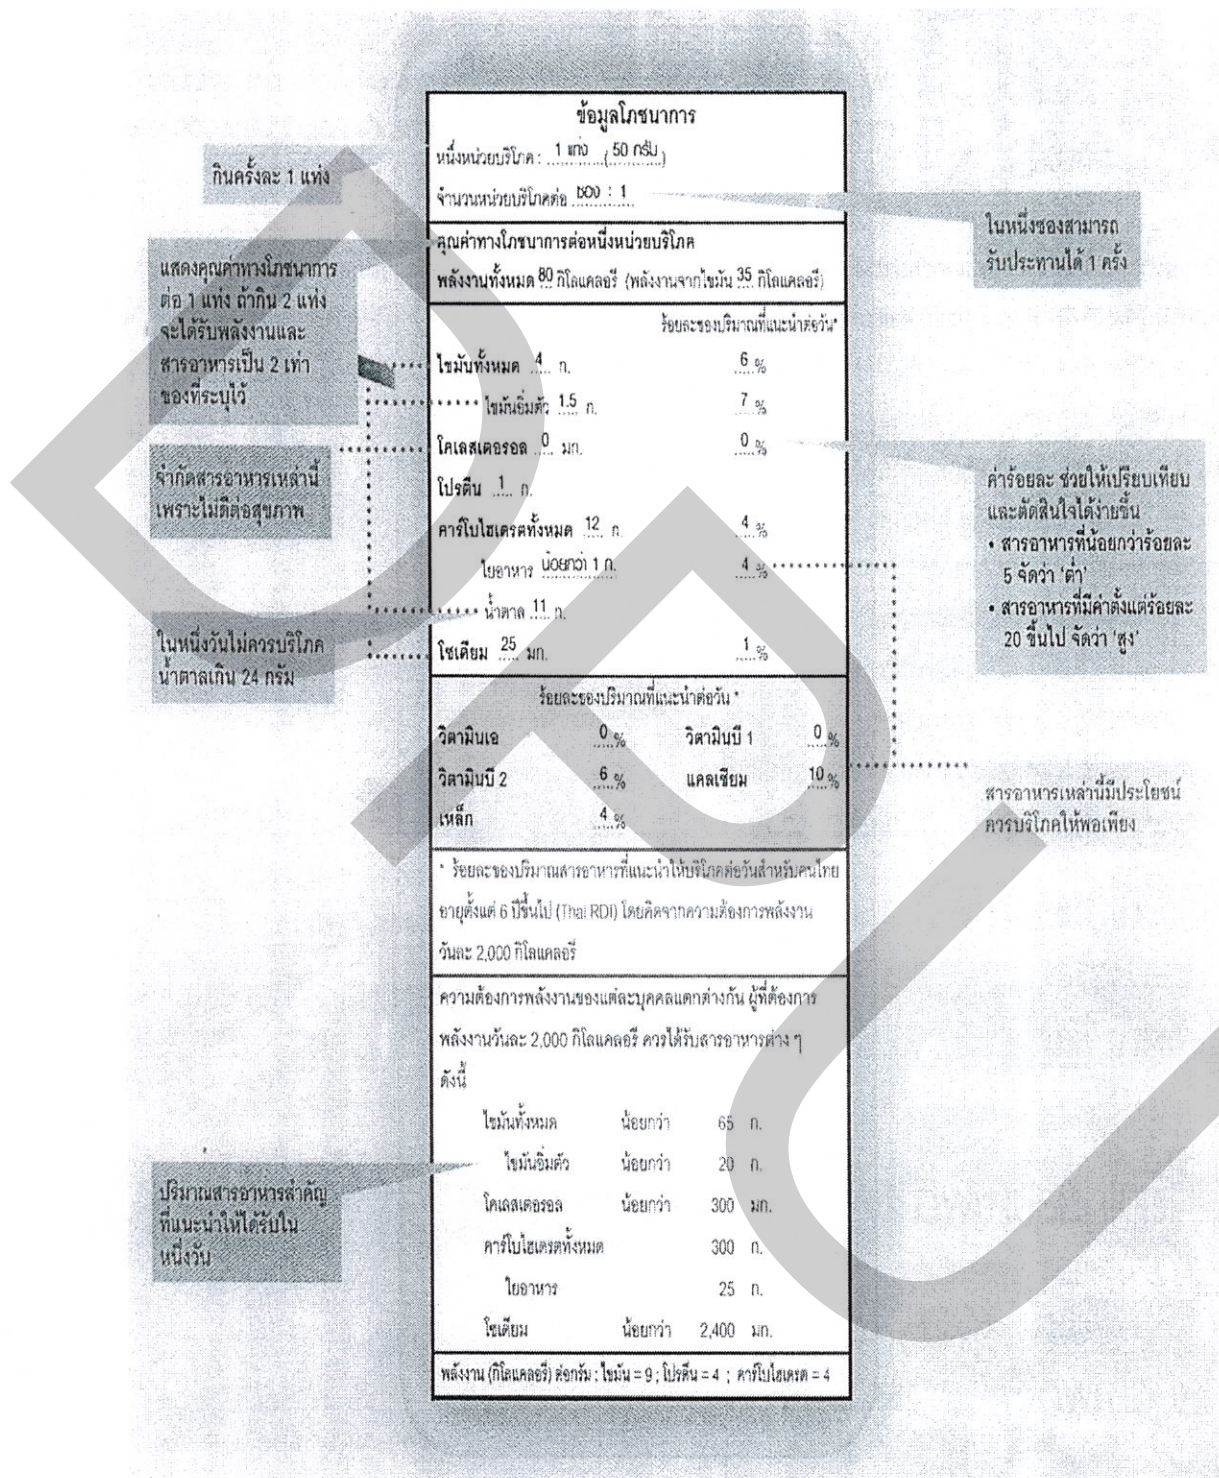 ข้อมูลโภชนาการ
หนึ่งหน่วยบริโภค : 1 แท่ง (50 กรัม)
จำนวนหน่วยบริโภคต่อ ซอง : 1
คุณค่าทางโภชนาการต่อหนึ่งหน่วยบริโภค
พลังงานทั้งหมด 80 กิโลแคลอรี (พลังงานจากไขมัน 35 กิโลแคลอรี)
ร้อยละของปริมาณที่แนะนำต่อวัน*
ไขมันทั้งหมด 4 ก. 6 %
ไขมันอิ่มตัว 1.5 ก. 7 %
โคเลสเตอรอล 0 มก. 0 %
โปรตีน 1 ก.
คาร์โบไฮเดรตทั้งหมด 12 ก. 4 %
ใยอาหาร น้อยกว่า 1 ก. 4 %
น้ำตาล 11 ก.
โซเดียม 25 มก. 1 %
ร้อยละของปริมาณที่แนะนำต่อวัน *
วิตามินเอ 0 % วิตามินบี 1 0 %
วิตามินบี 2 6 % แคลเซียม 10 %
เหล็ก 4 %
* ร้อยละของปริมาณสารอาหารที่แนะนำให้บริโภคต่อวันสำหรับคนไทย
อายุตั้งแต่ 6 ปีขึ้นไป (Thai RDI) โดยคิดจากความต้องการพลังงาน
วันละ 2,000 กิโลแคลอรี
ความต้องการพลังงานของแต่ละบุคคลแตกต่างกัน ผู้ที่ต้องการ
พลังงานวันละ 2,000 กิโลแคลอรี ควรได้รับสารอาหารต่าง ๆ
ดังนี้
ไขมันทั้งหมด น้อยกว่า 65 ก.
ไขมันอิ่มตัว น้อยกว่า 20 ก.
โคเลสเตอรอล น้อยกว่า 300 มก.
คาร์โบไฮเดรตทั้งหมด 300 ก.
ใยอาหาร 25 ก.
โซเดียม น้อยกว่า 2,400 มก.
พลังงาน (กิโลแคลอรี) ต่อกรัม : ไขมัน = 9 ; โปรตีน = 4 ; คาร์โบไฮเดรต = 4
กินครั้งละ 1 แท่ง
แสดงคุณค่าทางโภชนาการ
ต่อ 1 แท่ง ถ้ากิน 2 แท่ง
จะได้รับพลังงานและ
สารอาหารเป็น 2 เท่า
ของที่ระบุไว้
จำกัดสารอาหารเหล่านี้
เพราะไม่ดีต่อสุขภาพ
ในหนึ่งวันไม่ควรบริโภค
น้ำตาลเกิน 24 กรัม
ปริมาณสารอาหารสำคัญ
ที่แนะนำให้ได้รับใน
หนึ่งวัน
ในหนึ่งซองสามารถ
รับประทานได้ 1 ครั้ง
ค่าร้อยละ ช่วยให้เปรียบเทียบ
และตัดสินใจได้ง่ายขึ้น
• สารอาหารที่น้อยกว่าร้อยละ
5 จัดว่า 'ต่ำ'
• สารอาหารที่มีค่าตั้งแต่ร้อยละ
20 ขึ้นไป จัดว่า 'สูง'
สารอาหารเหล่านี้มีประโยชน์
ควรบริโภคให้พอเพียง
DPU